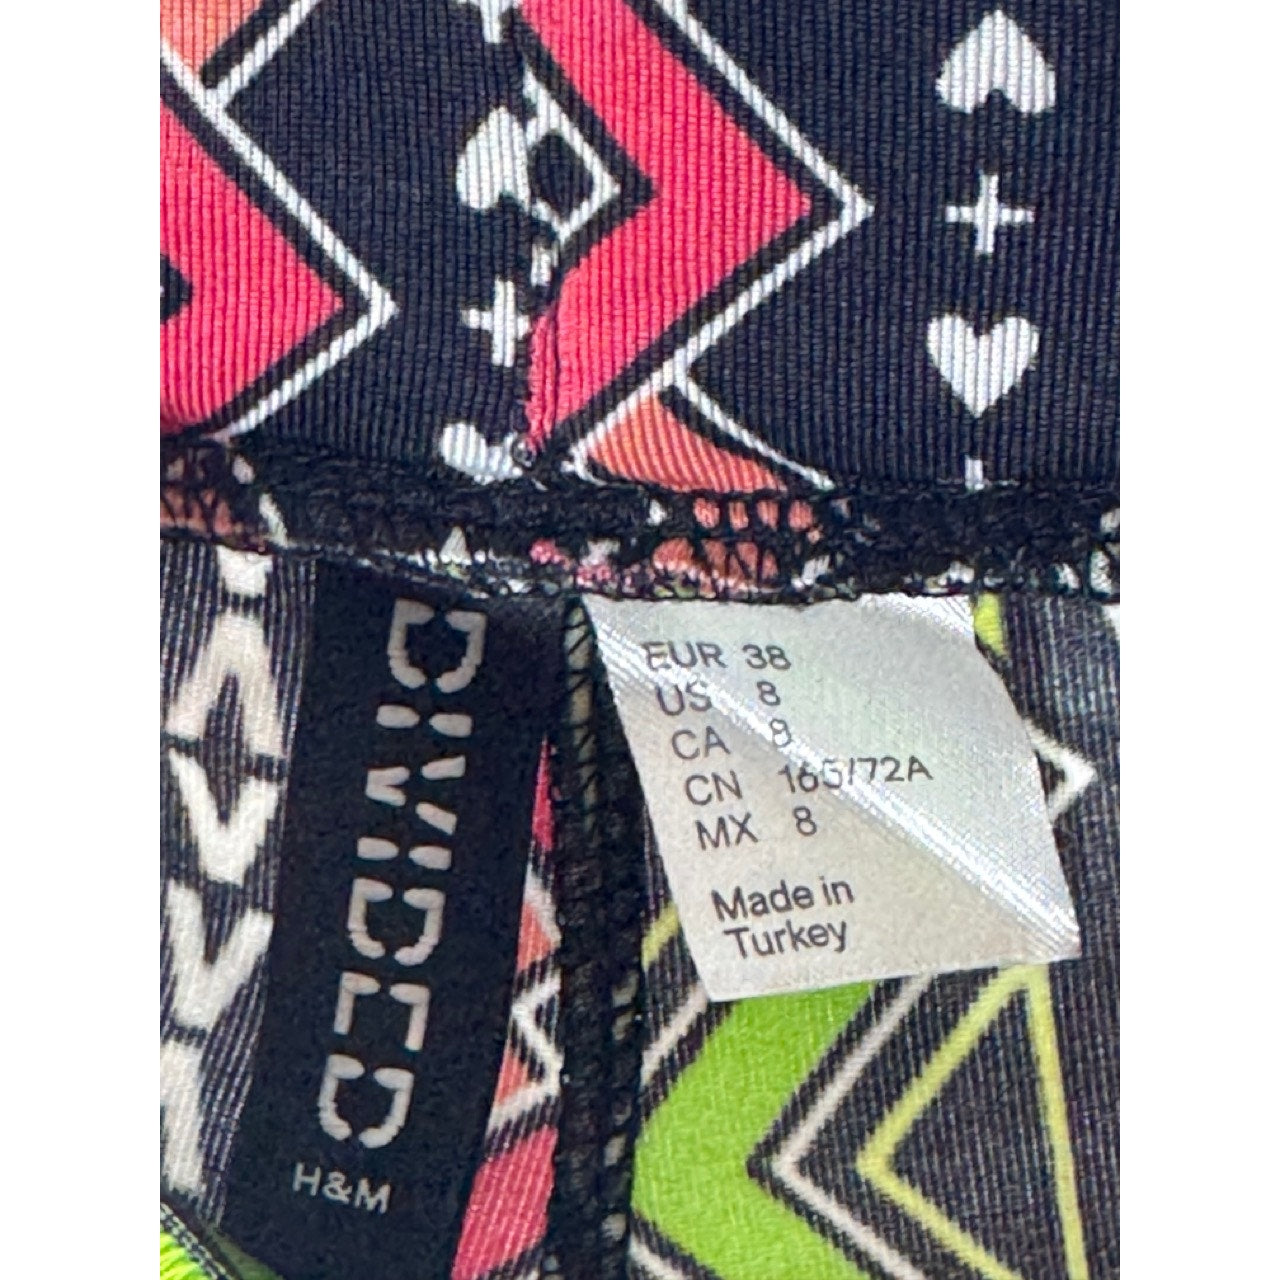 DIVIDED
H&M
EUR 38
US 8
CA 8
CN 165/72A
MX 8
Made in
Turkey